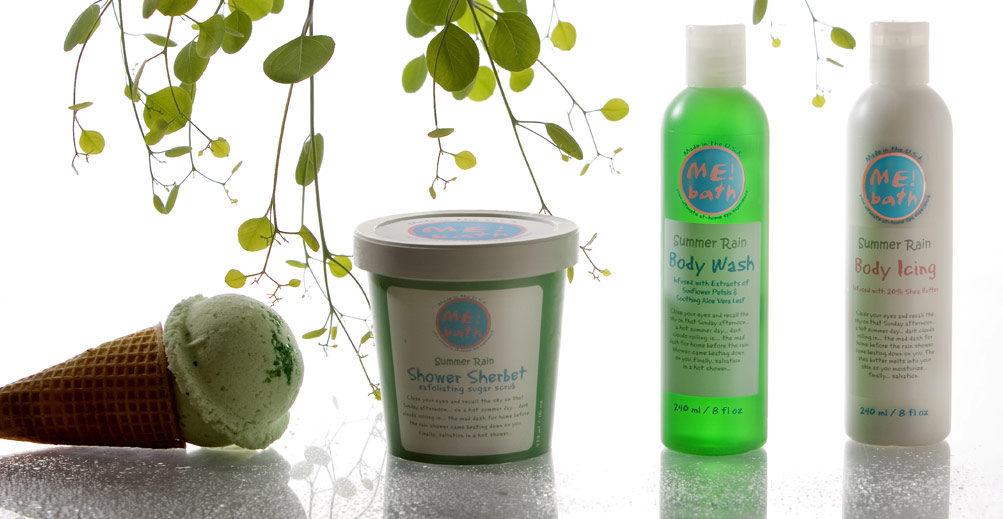 ME!
bath
Made in the U.S.A.
ME!
bath
Summer Rain
Shower Sherbet
exfoliating sugar scrub
Close your eyes and recall the sky on that
Sunday afternoon... on a hot summer day... dark
clouds rolling in... the mad dash for home before
the rain shower came beating down on you.
Finally, salvation in a hot shower...
Made in the U.S.A.
ME!
bath
Summer Rain
Body Wash
Infused with Extracts of
Sunflower Petals &
Soothing Aloe Vera Leaf
Close your eyes and recall the
sky on that Sunday afternoon...
a hot summer day... dark
clouds rolling in... the mad
dash for home before the rain
shower came beating down
on you. Finally, salvation
in a hot shower...
240 ml / 8 fl oz
Made in the U.S.A.
ME!
bath
Summer Rain
Body Icing
Infused with 20% Shea Butter
Close your eyes and recall the
sky on that Sunday afternoon...
a hot summer day... dark
clouds rolling in... the mad
dash for home before the rain shower
came beating down on you. The
shea butter melts into your
skin as you moisturize...
finally... salvation.
240 ml / 8 fl oz